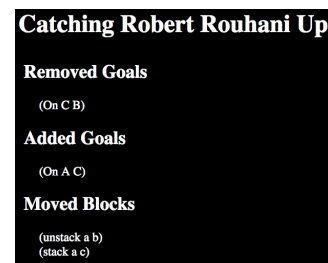 Catching Robert Rouhani Up
Removed Goals
(On C B)
Added Goals
(On A C)
Moved Blocks
(unstack a b)
(stack a c)